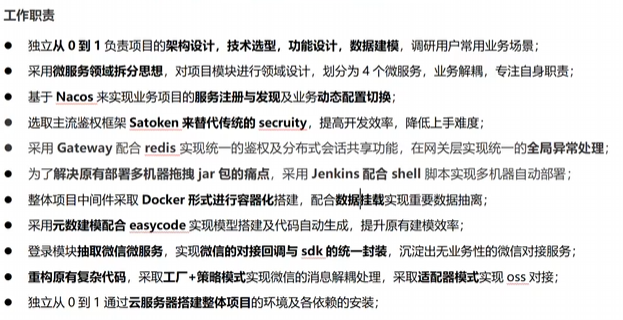 工作职责
● 独立从 0 到 1 负责项目的架构设计，技术选型，功能设计，数据建模，调研用户常用业务场景；
● 采用微服务领域拆分思想，对项目模块进行领域设计，划分为 4 个微服务，业务解耦，专注自身职责；
● 基于 Nacos 来实现业务项目的服务注册与发现及业务动态配置切换；
● 选取主流鉴权框架 Satoken 来替代传统的 secruity，提高开发效率，降低上手难度；
● 采用 Gateway 配合 redis 实现统一的鉴权及分布式会话共享功能，在网关层实现统一的全局异常处理；
● 为了解决原有部署多机器拖拽 jar 包的痛点，采用 Jenkins 配合 shell 脚本实现多机器自动部署；
● 整体项目中间件采取 Docker 形式进行容器化搭建，配合数据挂载实现重要数据抽离；
● 采用元数建模配合 easycode 实现模型搭建及代码自动生成，提升原有建模效率；
● 登录模块抽取微信微服务，实现微信的对接回调与 sdk 的统一封装，沉淀出无业务性的微信对接服务；
● 重构原有复杂代码，采取工厂+策略模式实现微信的消息解耦处理，采取适配器模式实现 oss 对接；
● 独立从 0 到 1 通过云服务器搭建整体项目的环境及各依赖的安装；